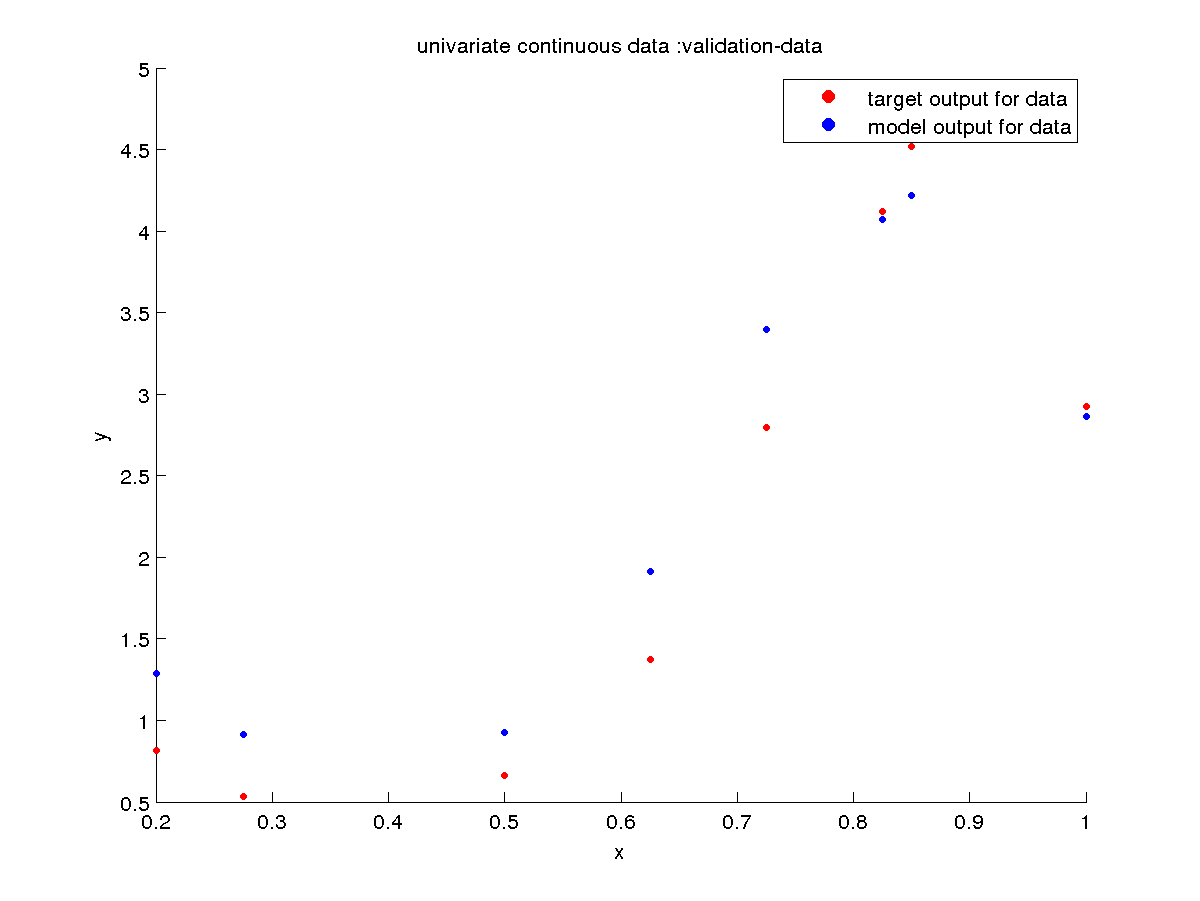 univariate continuous data :validation-data
target output for data
model output for data
5
4.5
4
3.5
3
2.5
2
1.5
1
0.5
y
0.2 0.3 0.4 0.5 0.6 0.7 0.8 0.9 1
x